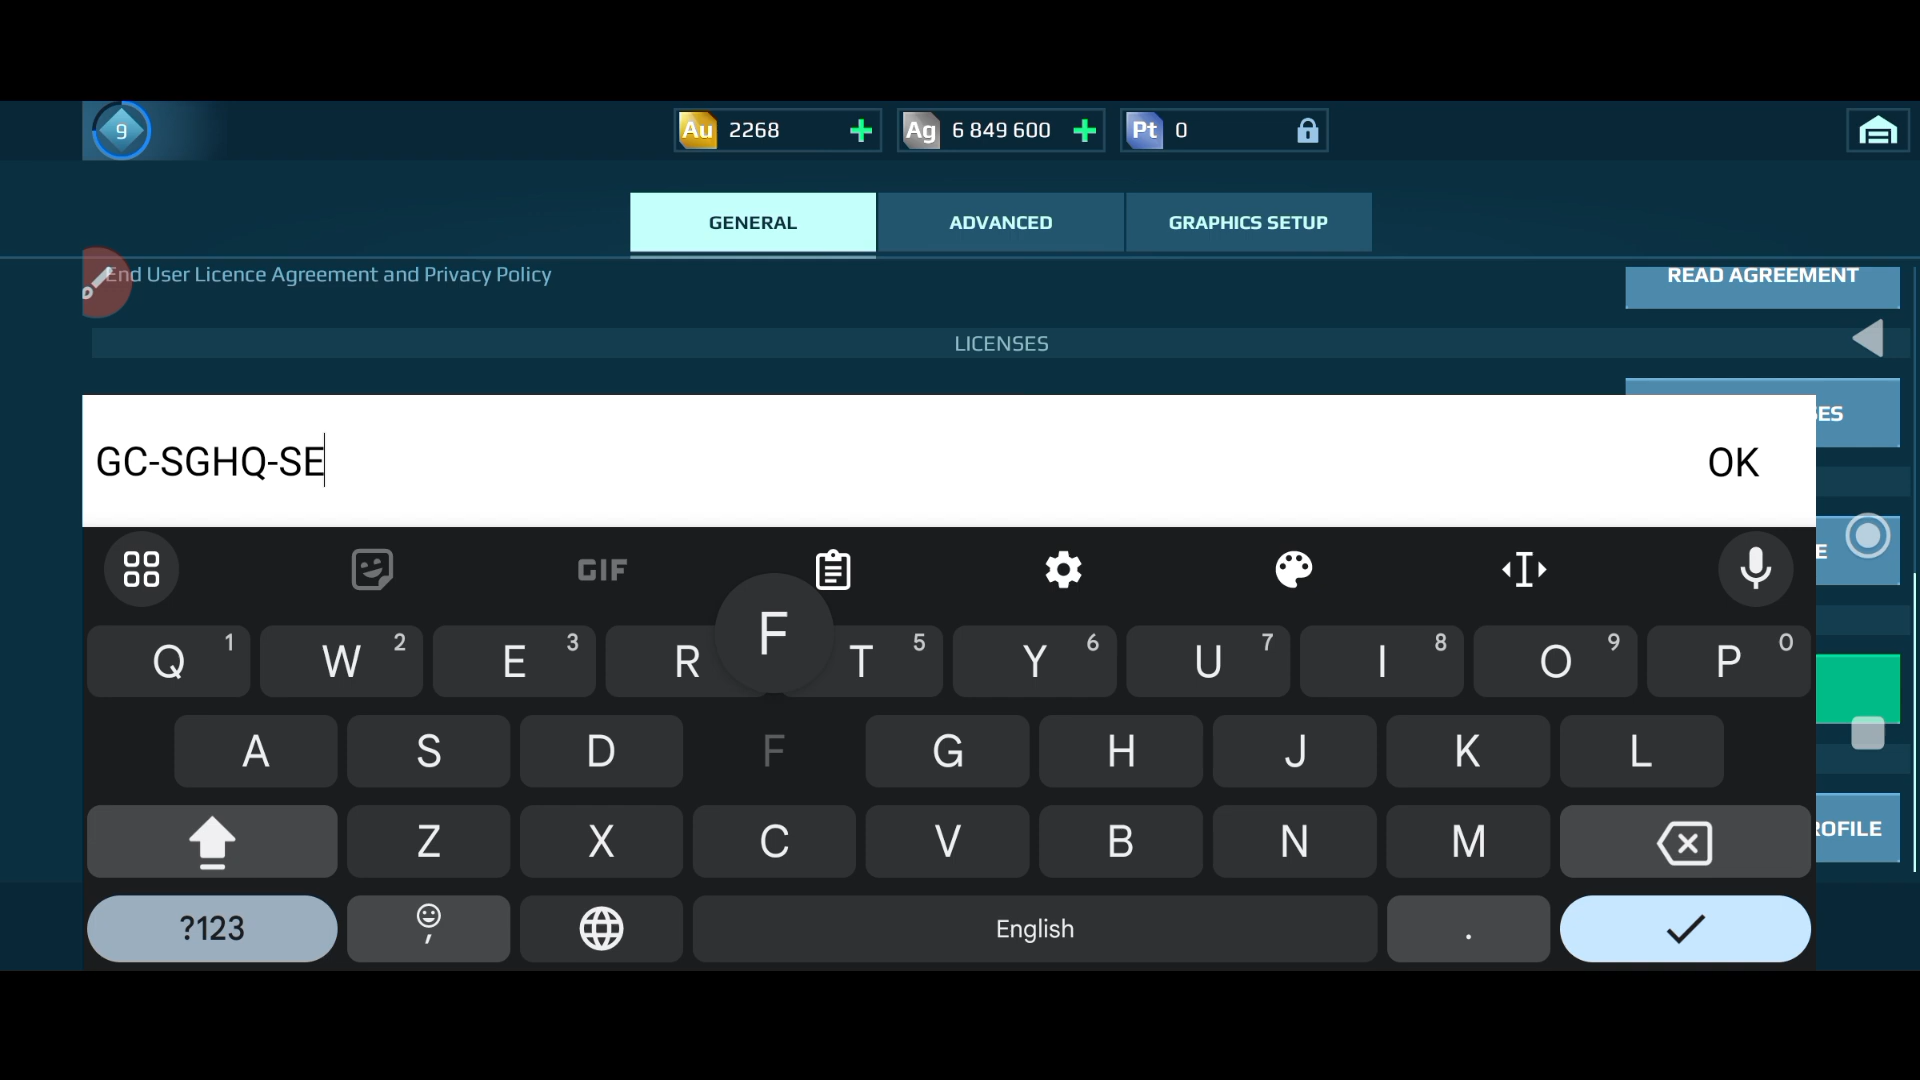 9
Au 2268 +
Ag 6 849 600 +
Pt 0
GENERAL
ADVANCED
GRAPHICS SETUP
End User Licence Agreement and Privacy Policy
READ AGREEMENT
LICENSES
GC-SGHQ-SE
OK
GIF
F
Q 1 W 2 E 3 R T 5 Y 6 U 7 I 8 O 9 P 0
A S D F G H J K L
Z X C V B N M
?123 , English .